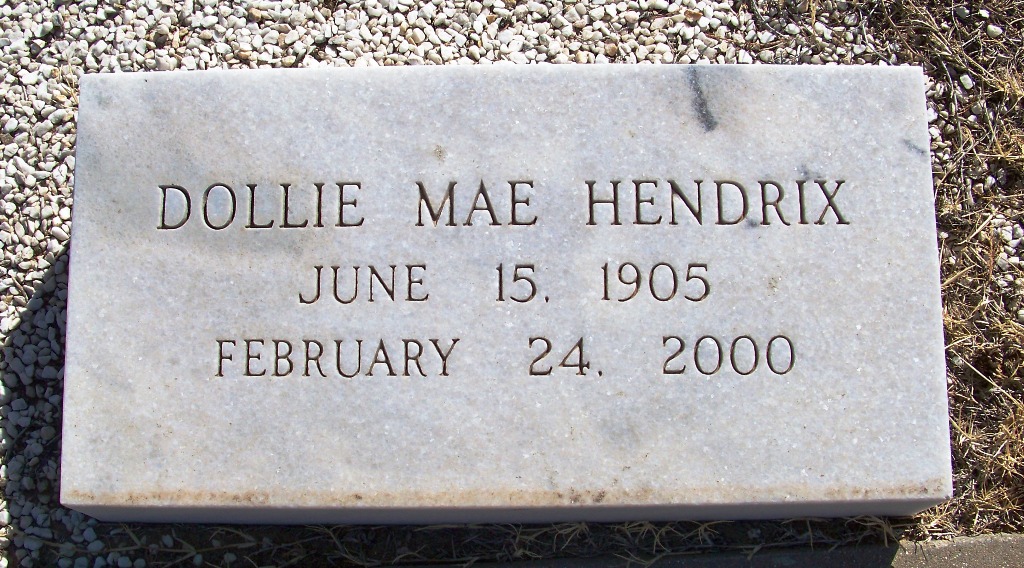 DOLLIE MAE HENDRIX
JUNE 15, 1905
FEBRUARY 24, 2000